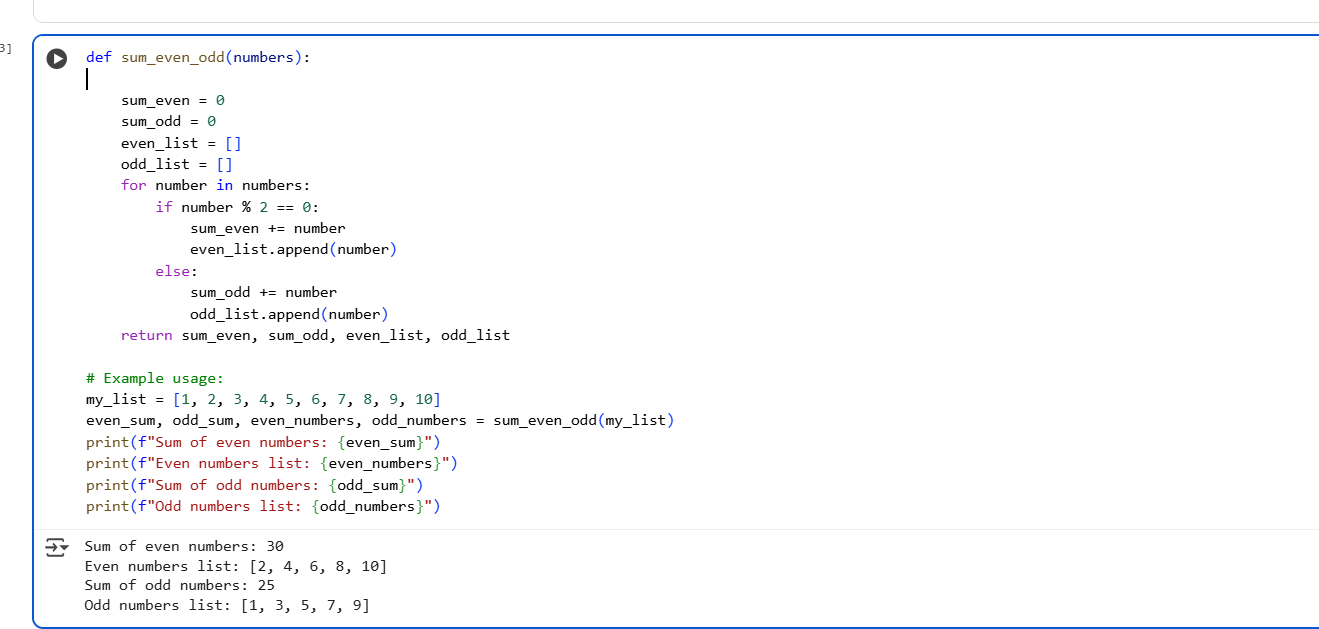 3]
def sum_even_odd(numbers):
    sum_even = 0
    sum_odd = 0
    even_list = []
    odd_list = []
    for number in numbers:
        if number % 2 == 0:
            sum_even += number
            even_list.append(number)
        else:
            sum_odd += number
            odd_list.append(number)
    return sum_even, sum_odd, even_list, odd_list
# Example usage:
my_list = [1, 2, 3, 4, 5, 6, 7, 8, 9, 10]
even_sum, odd_sum, even_numbers, odd_numbers = sum_even_odd(my_list)
print(f"Sum of even numbers: {even_sum}")
print(f"Even numbers list: {even_numbers}")
print(f"Sum of odd numbers: {odd_sum}")
print(f"Odd numbers list: {odd_numbers}")
Sum of even numbers: 30
Even numbers list: [2, 4, 6, 8, 10]
Sum of odd numbers: 25
Odd numbers list: [1, 3, 5, 7, 9]